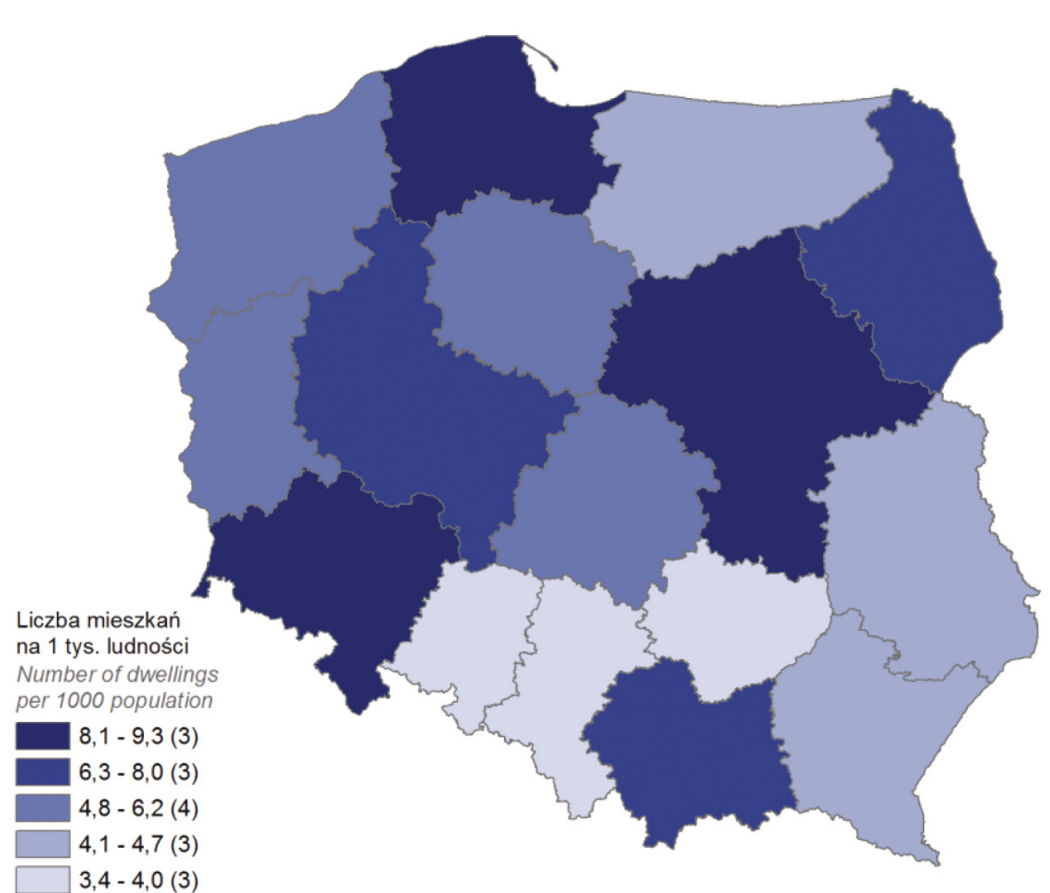 Liczba mieszkań
na 1 tys. ludności
Number of dwellings
per 1000 population
8,1 - 9,3 (3)
6,3 - 8,0 (3)
4,8 - 6,2 (4)
4,1 - 4,7 (3)
3,4 - 4,0 (3)